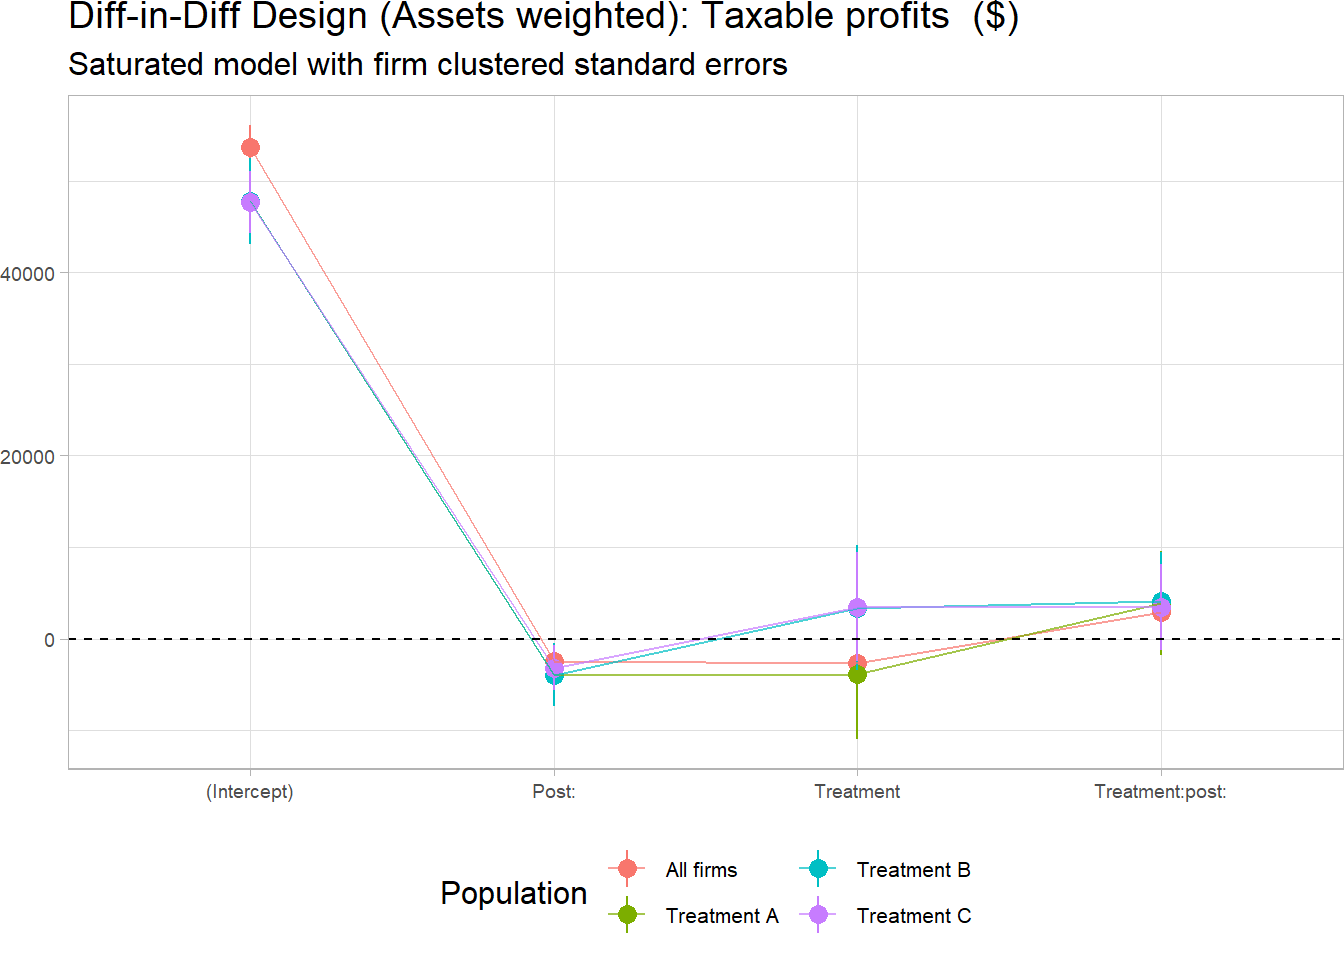 Diff-in-Diff Design (Assets weighted): Taxable profits  ($)
Saturated model with firm clustered standard errors
40000
20000
0
(Intercept)
Post:
Treatment
Treatment:post:
Population
All firms
Treatment B
Treatment A
Treatment C